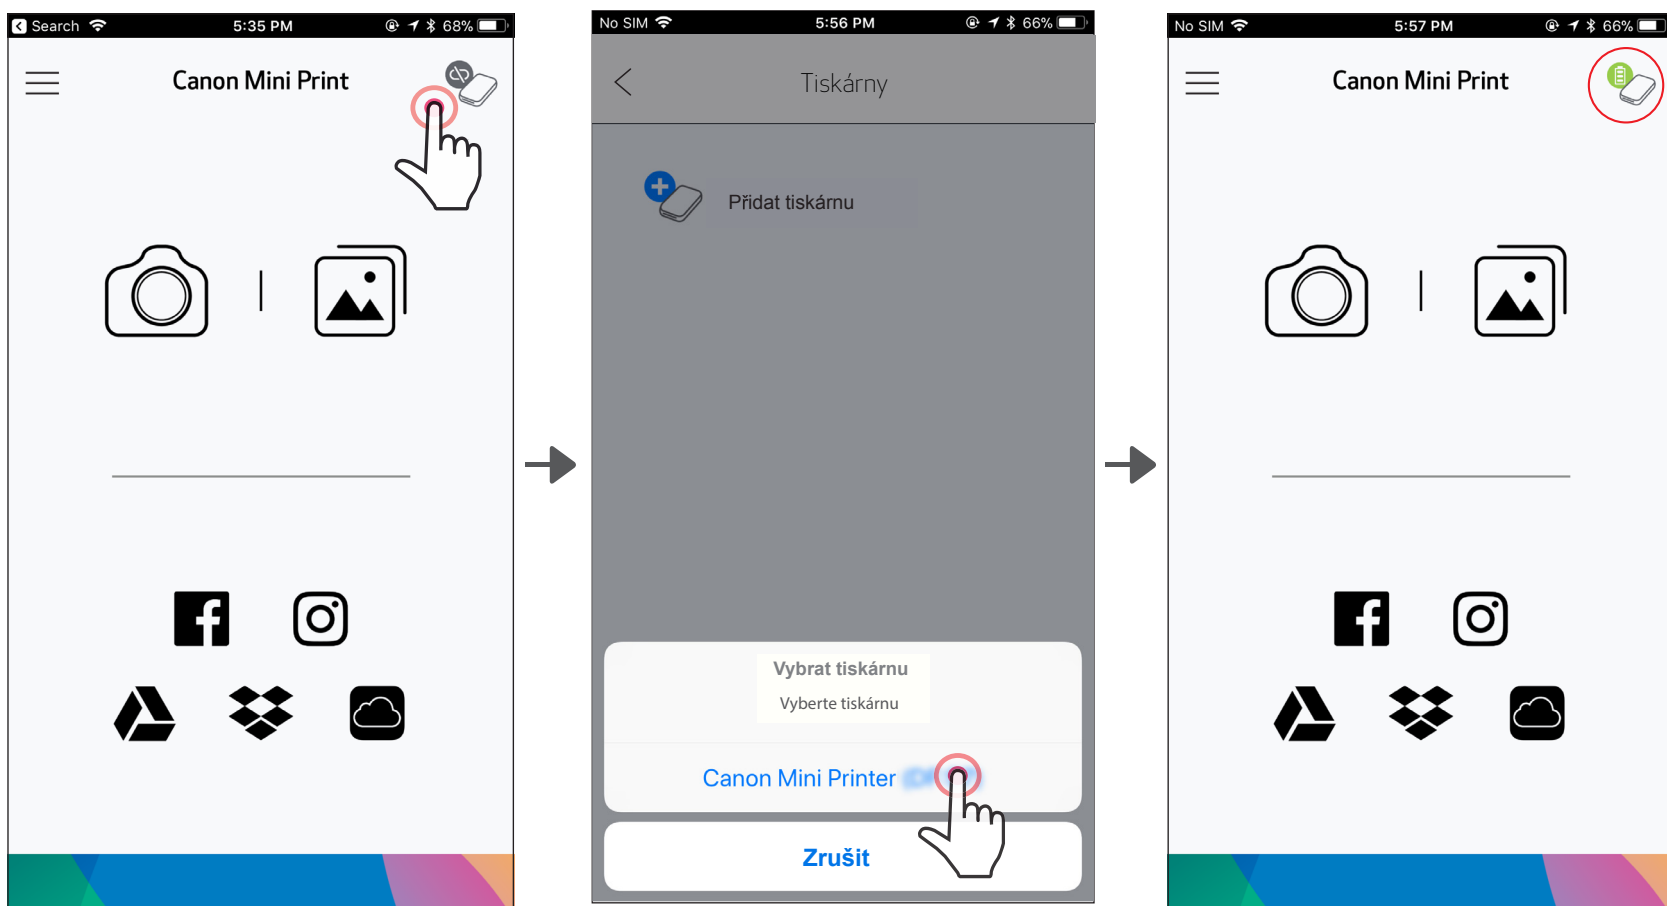 Search 5:35 PM 68%
Canon Mini Print
No SIM 5:56 PM 66%
Tiskárny
Přidat tiskárnu
Vybrat tiskárnu
Vyberte tiskárnu
Canon Mini Printer
Zrušit
No SIM 5:57 PM 66%
Canon Mini Print